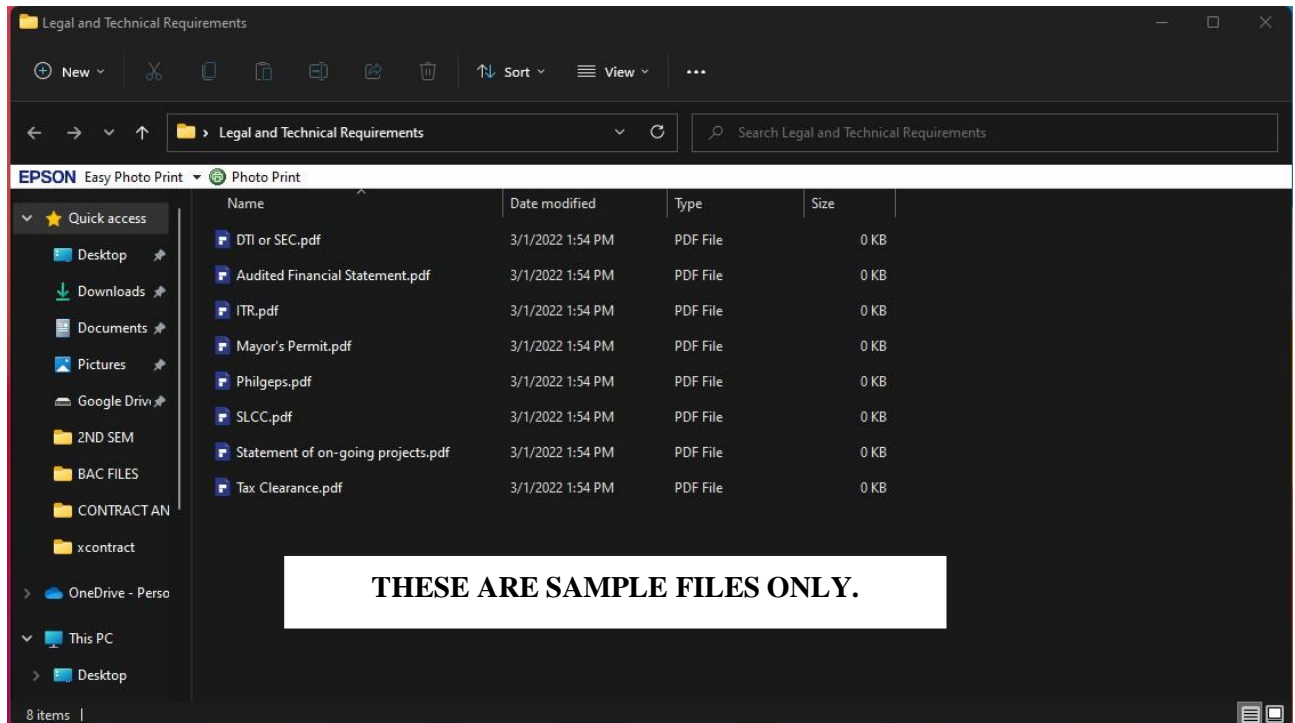 Legal and Technical Requirements
New Sort View
Legal and Technical Requirements Search Legal and Technical Requirements
EPSON Easy Photo Print Photo Print
Name Date modified Type Size
Quick access
Desktop
Downloads
Documents
Pictures
Google Driv
2ND SEM
BAC FILES
CONTRACT AN
xcontract
OneDrive - Perso
This PC
Desktop
DTI or SEC.pdf 3/1/2022 1:54 PM PDF File 0 KB
Audited Financial Statement.pdf 3/1/2022 1:54 PM PDF File 0 KB
ITR.pdf 3/1/2022 1:54 PM PDF File 0 KB
Mayor's Permit.pdf 3/1/2022 1:54 PM PDF File 0 KB
Philgeps.pdf 3/1/2022 1:54 PM PDF File 0 KB
SLCC.pdf 3/1/2022 1:54 PM PDF File 0 KB
Statement of on-going projects.pdf 3/1/2022 1:54 PM PDF File 0 KB
Tax Clearance.pdf 3/1/2022 1:54 PM PDF File 0 KB
THESE ARE SAMPLE FILES ONLY.
8 items